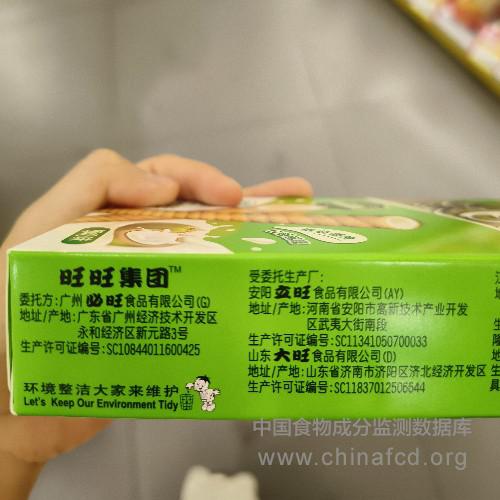 旺旺集团™
委托方:广州必旺食品有限公司(G)
地址/产地:广东省广州经济技术开发区
永和经济区新元路3号
生产许可证编号:SC10844011600425
环境整洁大家来维护
Let's Keep Our Environment Tidy
受委托生产厂:
安阳立旺食品有限公司(AY)
地址/产地:河南省安阳市高新技术产业开发
区武夷大街南段
生产许可证编号:SC11341050700033
山东大旺食品有限公司(D)
地址/产地:山东省济南市济阳区济北经济开发区
生产许可证编号:SC11837012506544
中国食物成分监测数据库
www.chinafcd.org